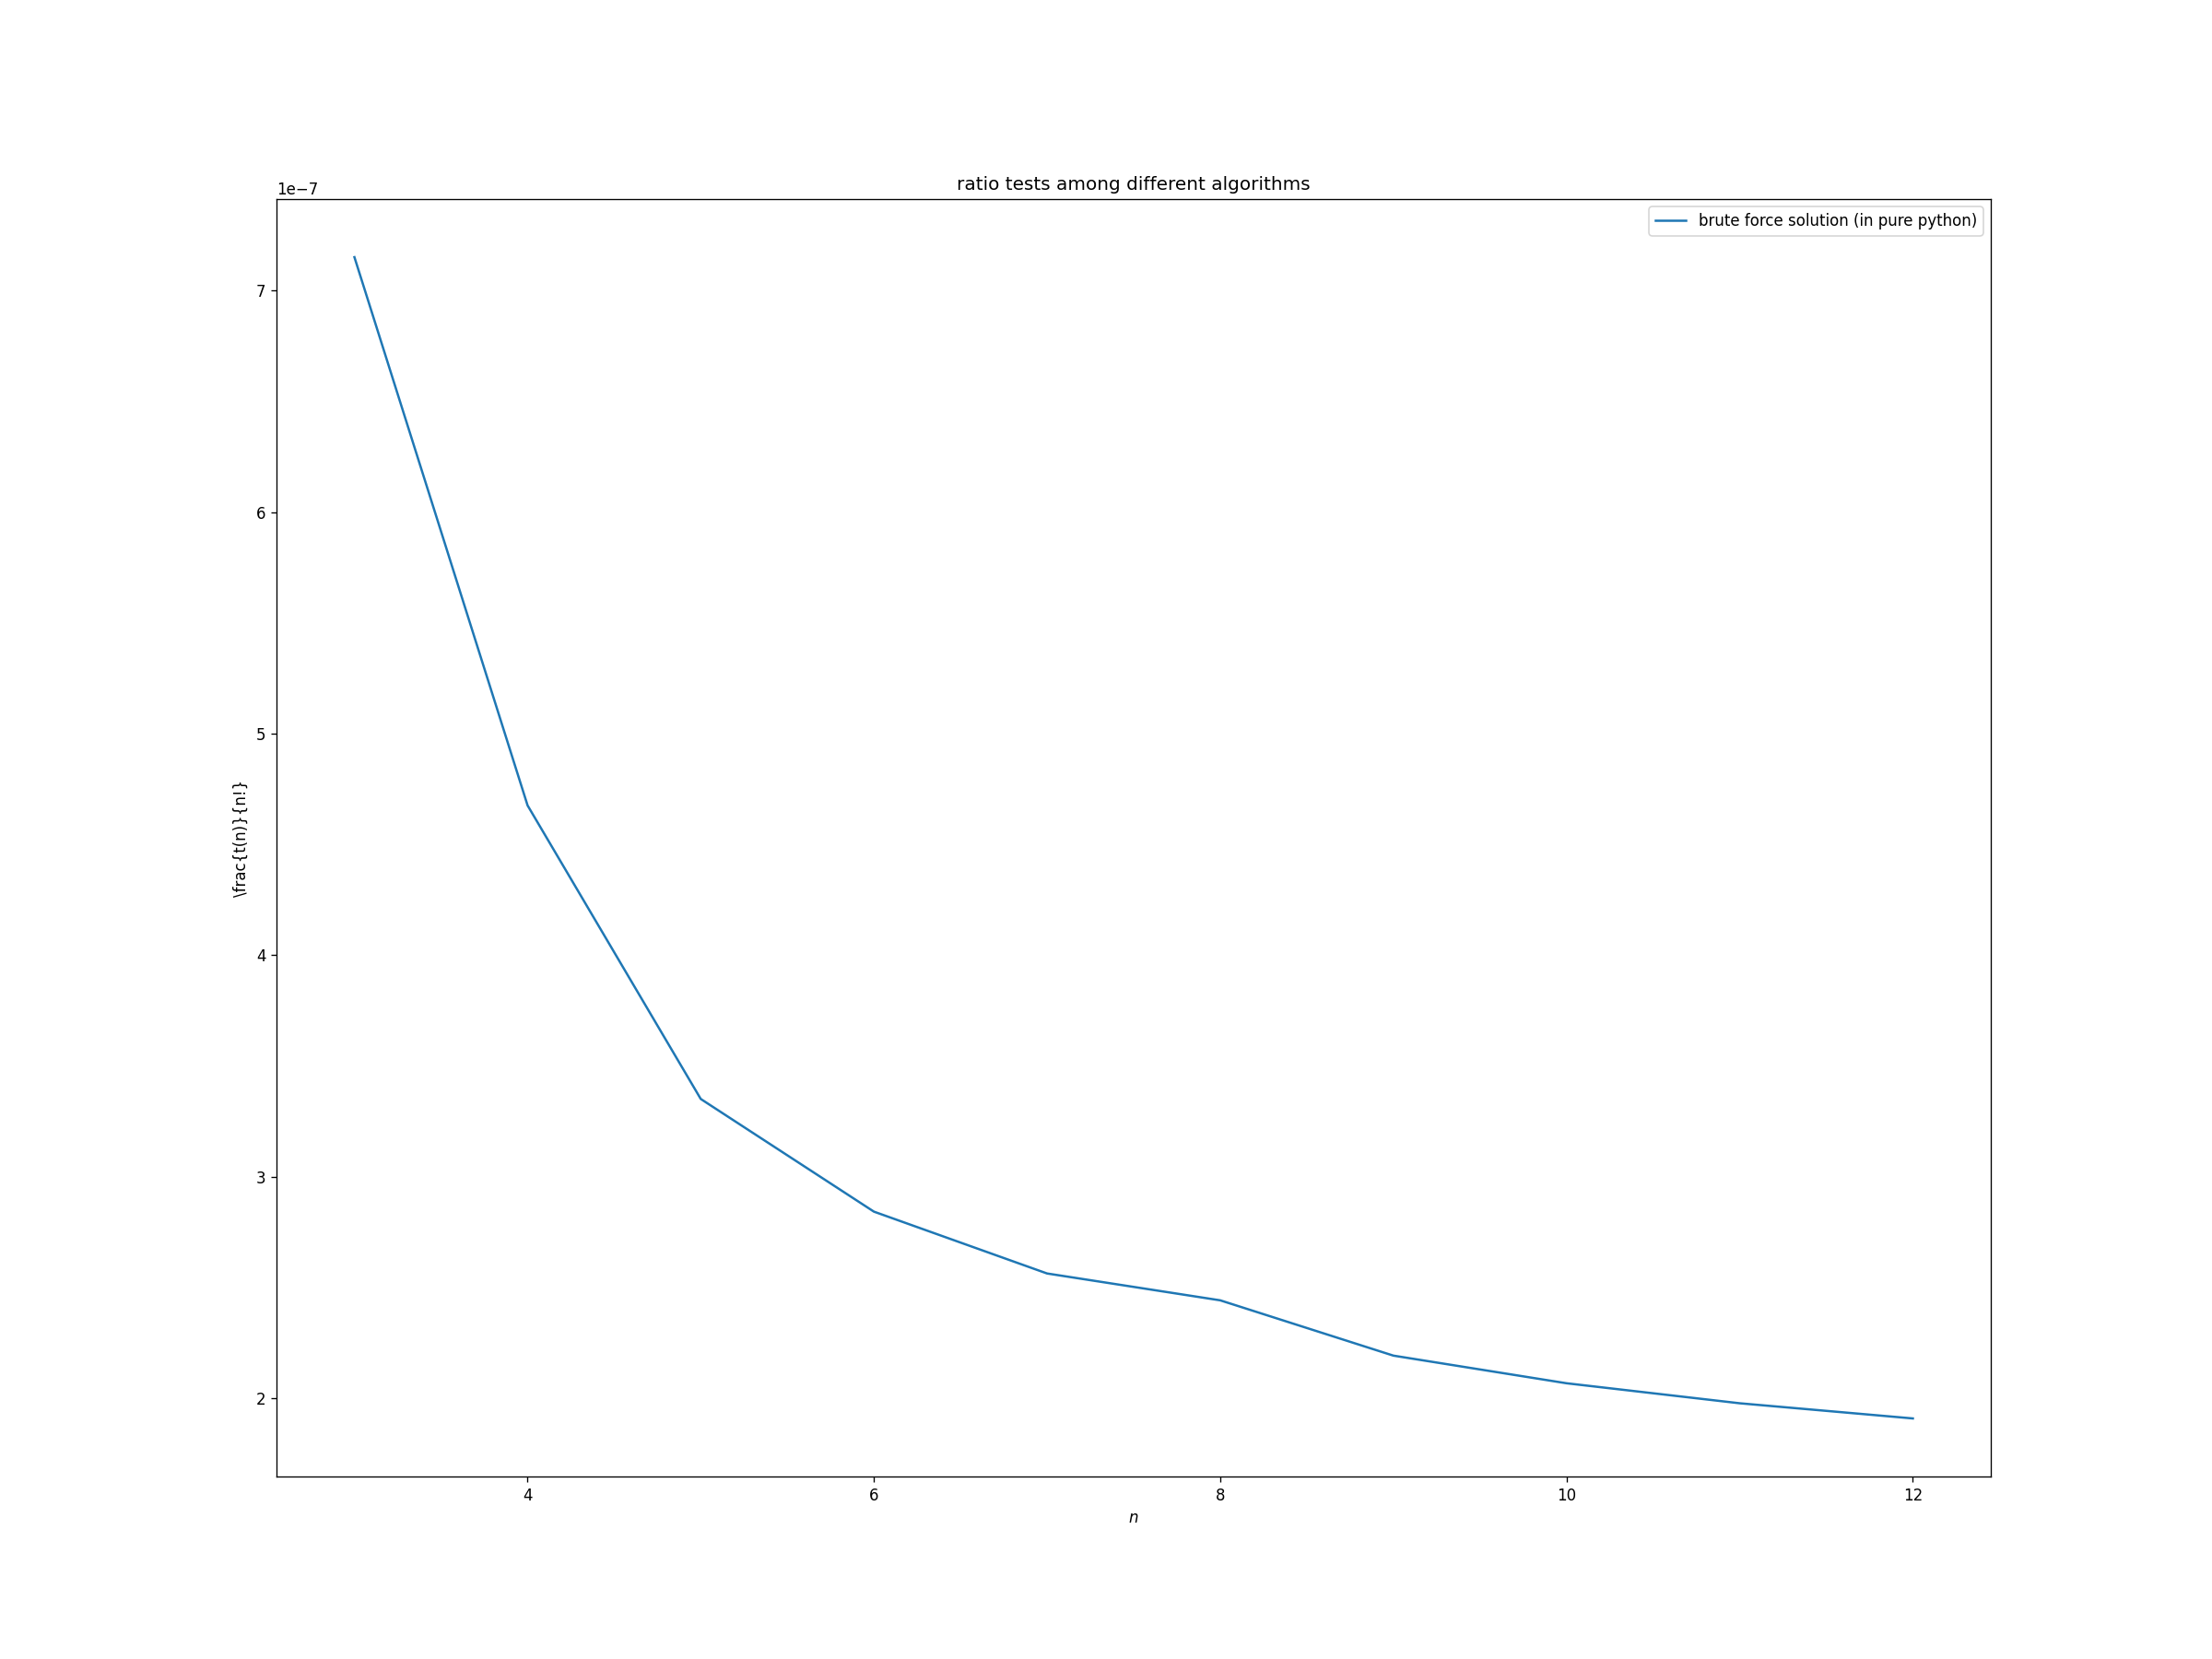 ratio tests among different algorithms
1e−7
brute force solution (in pure python)
7
6
5
4
3
2
\frac{t(n)}{n!}
4
6
8
10
12
n